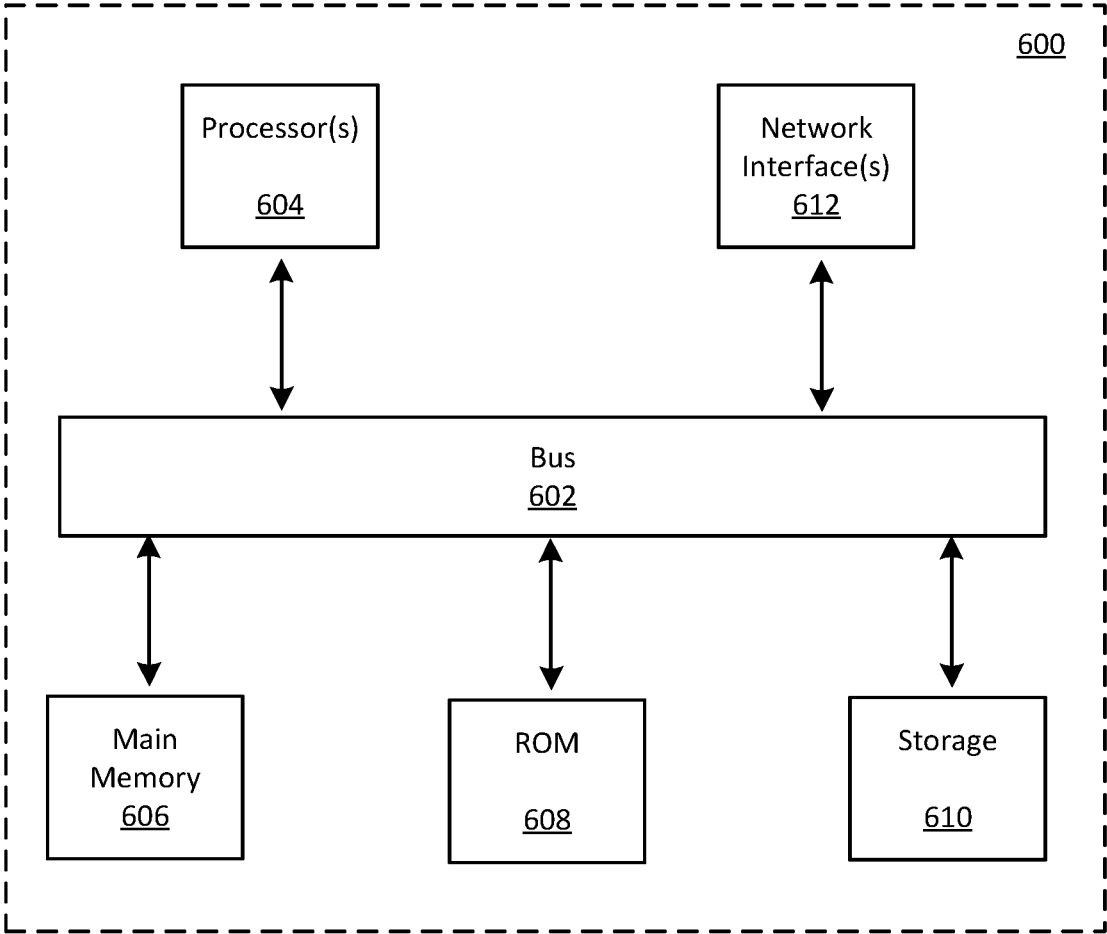 600
Processor(s)
604
Network
Interface(s)
612
Bus
602
Main
Memory
606
ROM
608
Storage
610